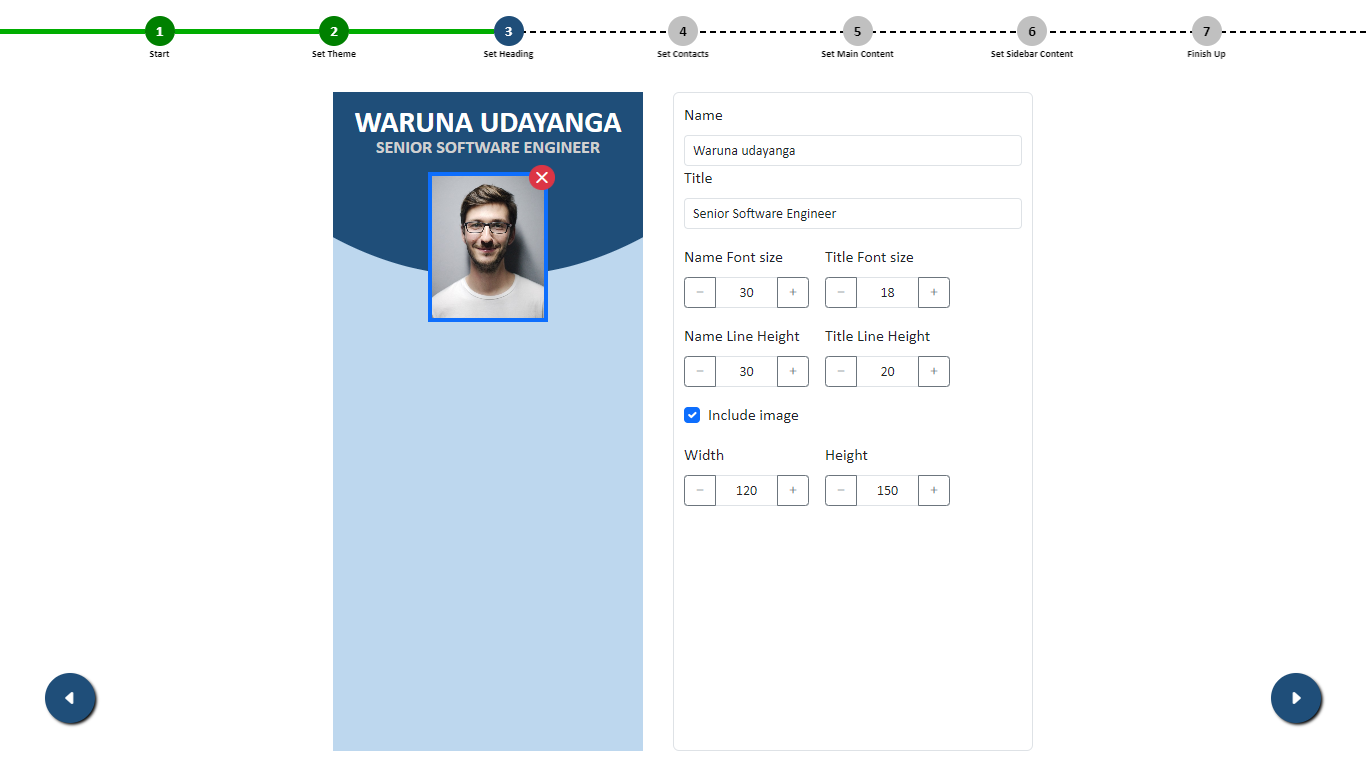 1 2 3 4 5 6 7
Start Set Theme Set Heading Set Contacts Set Main Content Set Sidebar Content Finish Up
WARUNA UDAYANGA
SENIOR SOFTWARE ENGINEER
Name
Waruna udayanga
Title
Senior Software Engineer
Name Font size Title Font size
− 30 + − 18 +
Name Line Height Title Line Height
− 30 + − 20 +
Include image
Width Height
− 120 + − 150 +